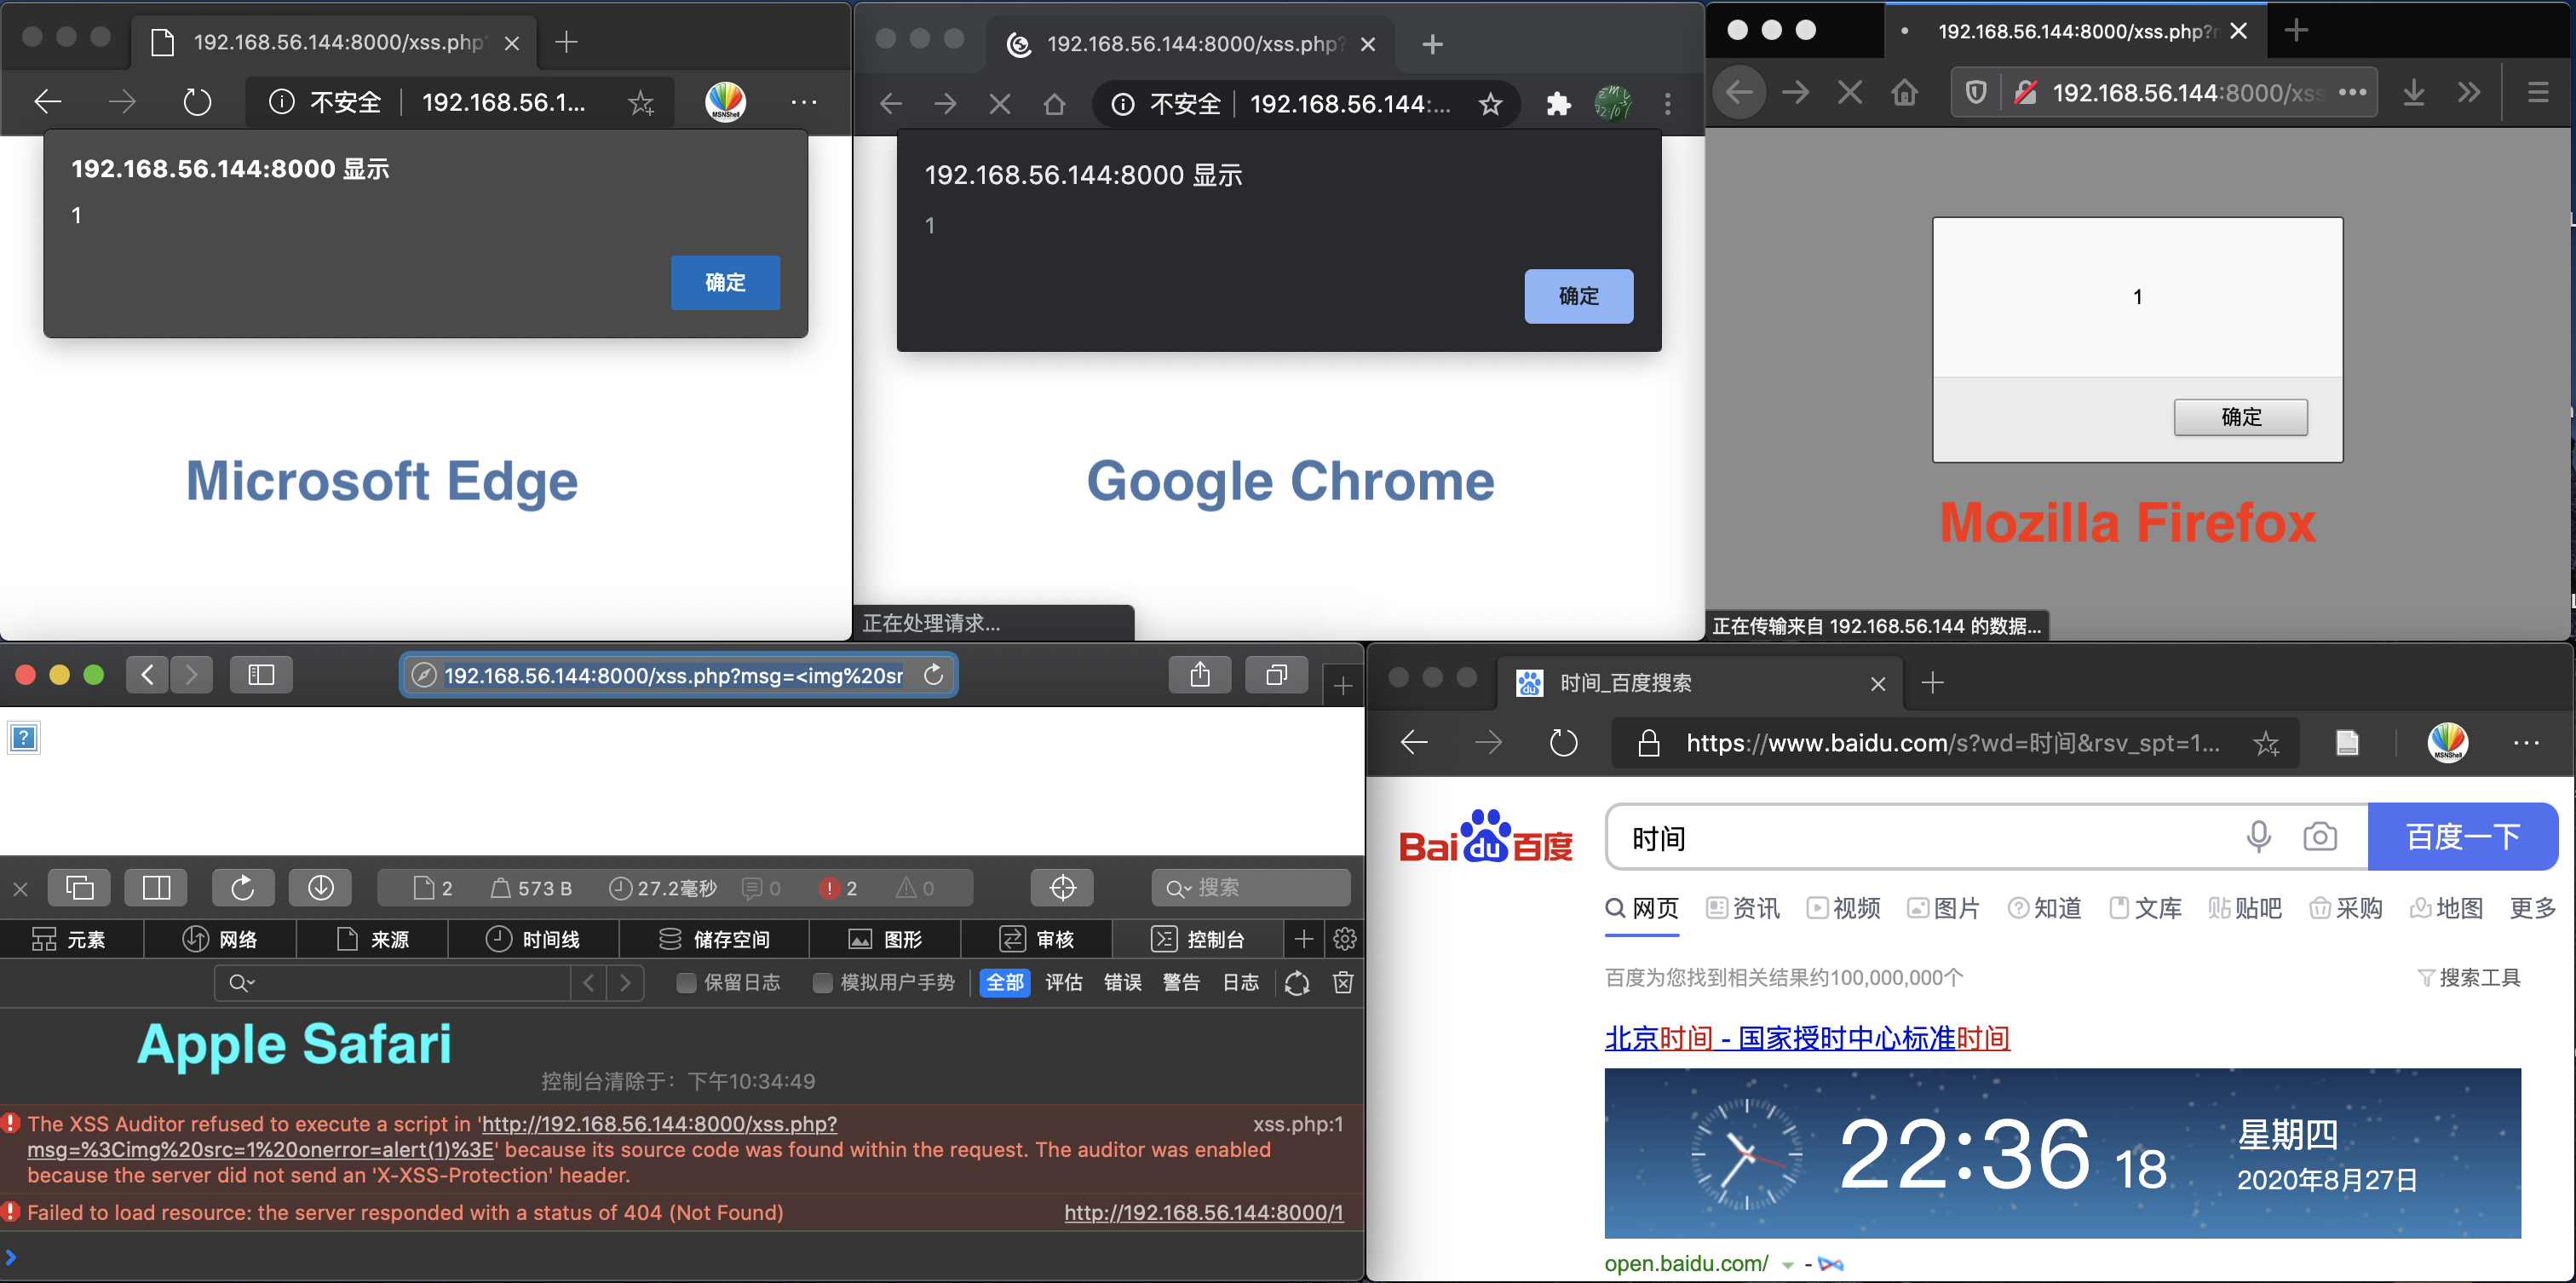 192.168.56.144:8000/xss.php?
不安全 192.168.56.1...
MSNShell
192.168.56.144:8000 显示
1
确定
Microsoft Edge
192.168.56.144:8000/xss.php?
不安全 192.168.56.144:...
192.168.56.144:8000 显示
1
确定
Google Chrome
正在处理请求...
192.168.56.144:8000/xss.php?
192.168.56.144:8000/xss
1
确定
Mozilla Firefox
正在传输来自 192.168.56.144 的数据...
192.168.56.144:8000/xss.php?msg=<img%20sr
2 573 B 27.2毫秒 0 2 0 搜索
元素 网络 来源 时间线 储存空间 图形 审核 控制台
保留日志 模拟用户手势 全部 评估 错误 警告 日志
Apple Safari
控制台清除于：下午10:34:49
The XSS Auditor refused to execute a script in 'http://192.168.56.144:8000/xss.php? xss.php:1
msg=%3Cimg%20src=1%20onerror=alert(1)%3E' because its source code was found within the request. The auditor was enabled
because the server did not send an 'X-XSS-Protection' header.
Failed to load resource: the server responded with a status of 404 (Not Found) http://192.168.56.144:8000/1
时间_百度搜索
https://www.baidu.com/s?wd=时间&rsv_spt=1...
MSNShell
Bai du 百度 时间 百度一下
网页 资讯 视频 图片 知道 文库 贴 贴吧 采购 地图 更多
百度为您找到相关结果约100,000,000个 搜索工具
北京时间 - 国家授时中心标准时间
22:36 18
星期四
2020年8月27日
open.baidu.com/ -